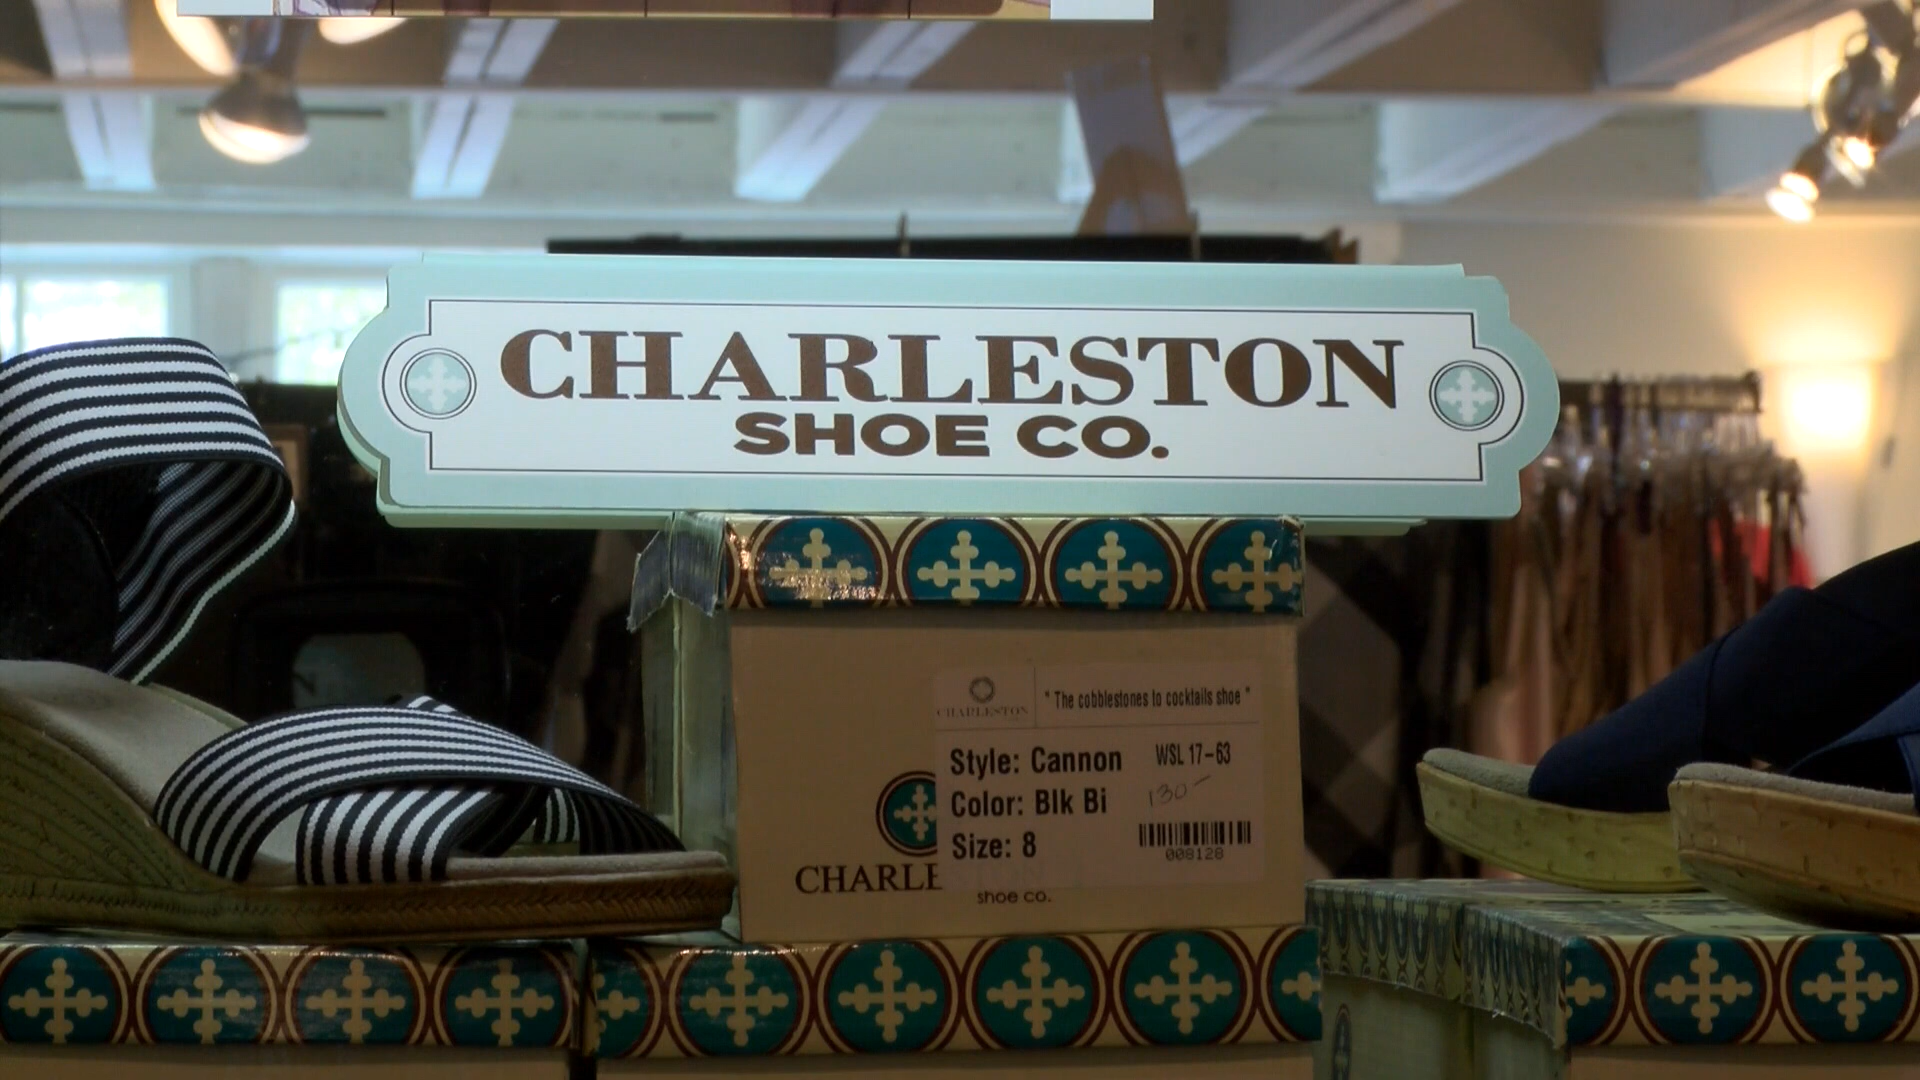 CHARLESTON
SHOE CO.
CHARLESTON
" The cobblestones to cocktails shoe "
Style: Cannon WSL 17-63
Color: Blk Bi 130-
Size: 8
008128
CHARLE
shoe co.